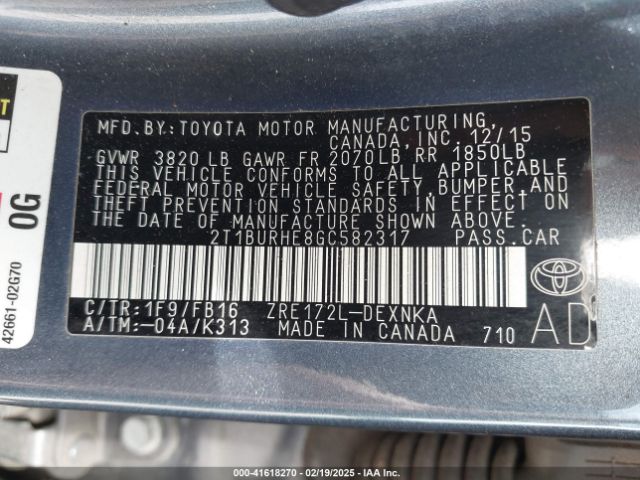 MFD. BY: TOYOTA MOTOR MANUFACTURING,
CANADA, INC. 12/15
GVWR 3820 LB GAWR FR 2070LB RR 1850LB
THIS VEHICLE CONFORMS TO ALL APPLICABLE
FEDERAL MOTOR VEHICLE SAFETY, BUMPER, AND
THEFT PREVENTION STANDARDS IN EFFECT ON
THE DATE OF MANUFACTURE SHOWN ABOVE.
2T1BURHE8GC582317 PASS. CAR
C/TR: 1F9/FB16 ZRE172L-DEXNKA
A/TM: -04A/K313 MADE IN CANADA 710
TOYOTA
AD
0G
42661-02G70
000-41618270 - 02/19/2025 - IAA Inc.